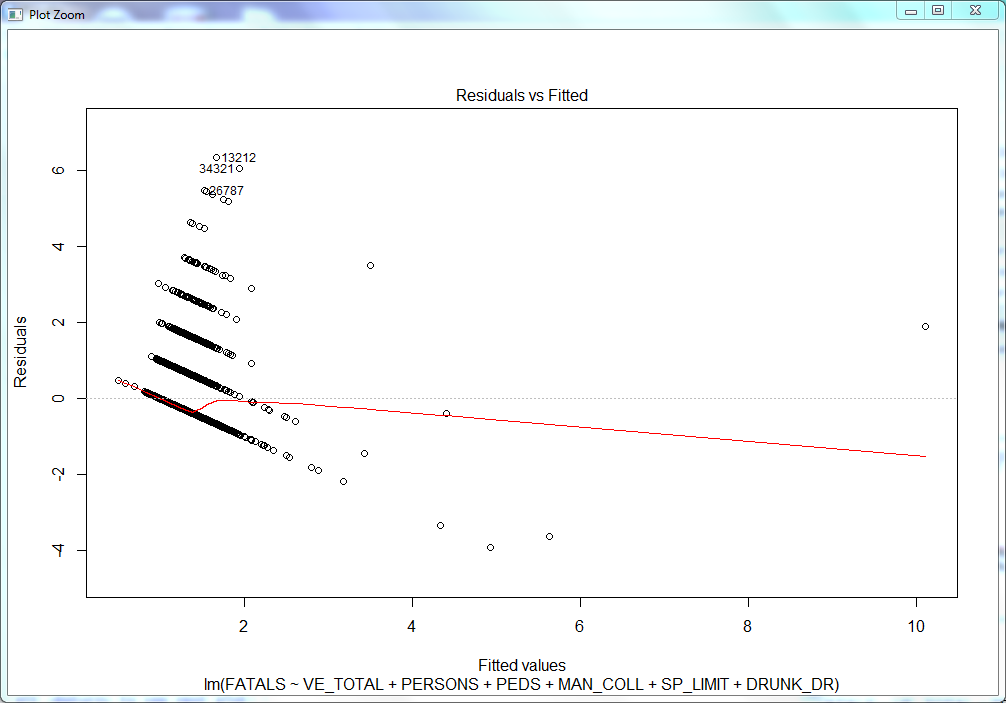 Plot Zoom
Residuals vs Fitted
13212
34321
26787
6
4
2
0
-2
-4
Residuals
2 4 6 8 10
Fitted values
lm(FATALS ~ VE_TOTAL + PERSONS + PEDS + MAN_COLL + SP_LIMIT + DRUNK_DR)